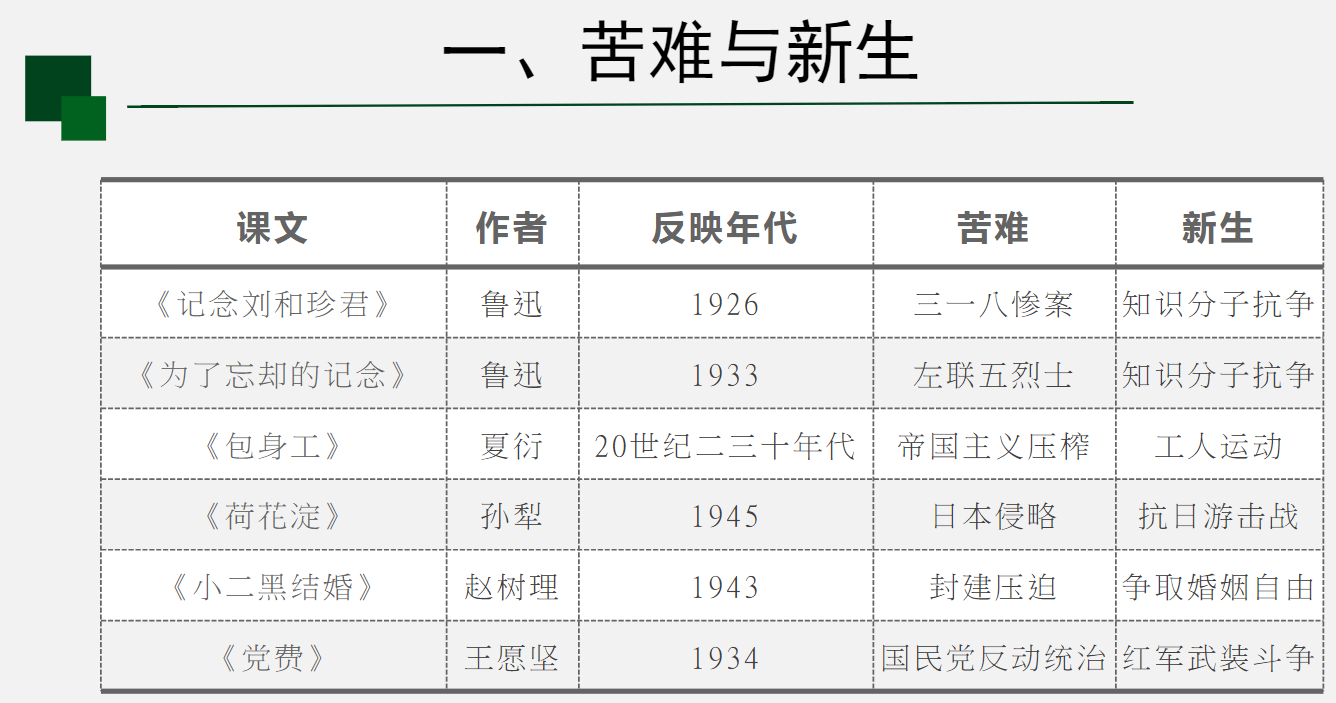 一、苦难与新生
课文 作者 反映年代 苦难 新生
《记念刘和珍君》 鲁迅 1926 三一八惨案 知识分子抗争
《为了忘却的记念》 鲁迅 1933 左联五烈士 知识分子抗争
《包身工》 夏衍 20世纪二三十年代 帝国主义压榨 工人运动
《荷花淀》 孙犁 1945 日本侵略 抗日游击战
《小二黑结婚》 赵树理 1943 封建压迫 争取婚姻自由
《党费》 王愿坚 1934 国民党反动统治 红军武装斗争